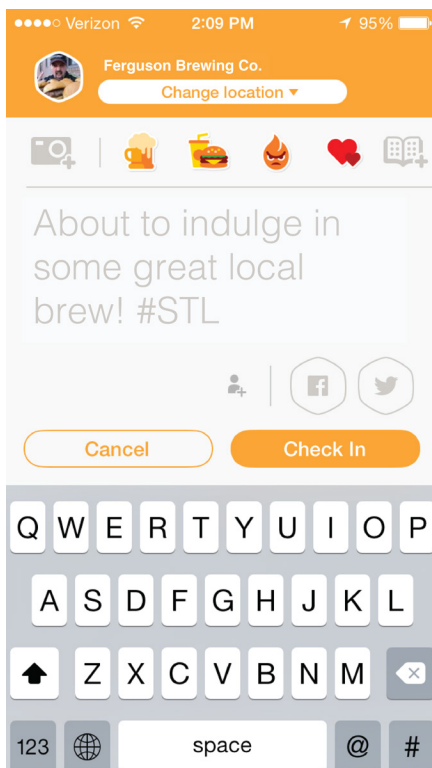 Verizon 2:09 PM 95%
Ferguson Brewing Co.
Change location ▾
About to indulge in
some great local
brew! #STL
Cancel Check In
Q W E R T Y U I O P
A S D F G H J K L
Z X C V B N M
123 space @ #